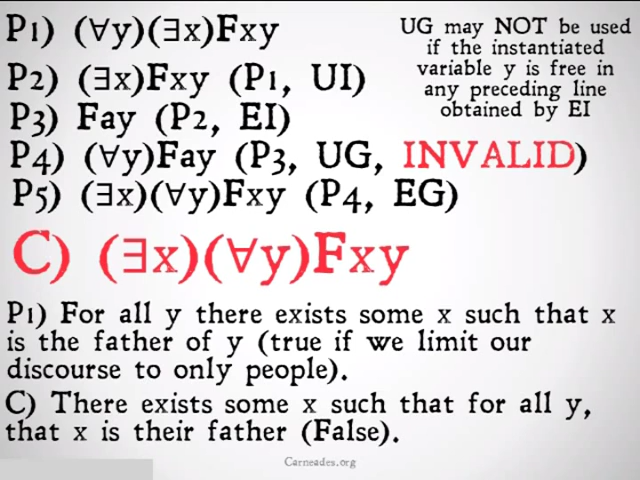 P1) (∀y)(∃x)Fxy
P2) (∃x)Fxy (P1, UI)
P3) Fay (P2, EI)
P4) (∀y)Fay (P3, UG, INVALID)
P5) (∃x)(∀y)Fxy (P4, EG)
UG may NOT be used
if the instantiated
variable y is free in
any preceding line
obtained by EI
C) (∃x)(∀y)Fxy
P1) For all y there exists some x such that x
is the father of y (true if we limit our
discourse to only people).
C) There exists some x such that for all y,
that x is their father (False).
Carneades.org